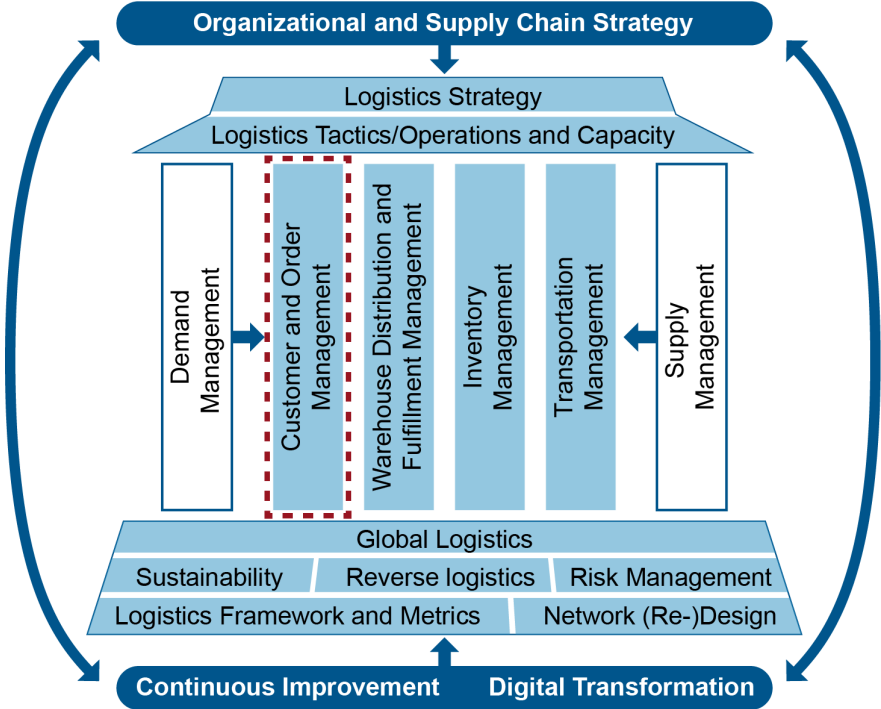 Organizational and Supply Chain Strategy
Logistics Strategy
Logistics Tactics/Operations and Capacity
Demand
Management
Customer and Order
Management
Warehouse Distribution and
Fulfillment Management
Inventory
Management
Transportation
Management
Supply
Management
Global Logistics
Sustainability
Reverse logistics
Risk Management
Logistics Framework and Metrics
Network (Re-)Design
Continuous Improvement
Digital Transformation